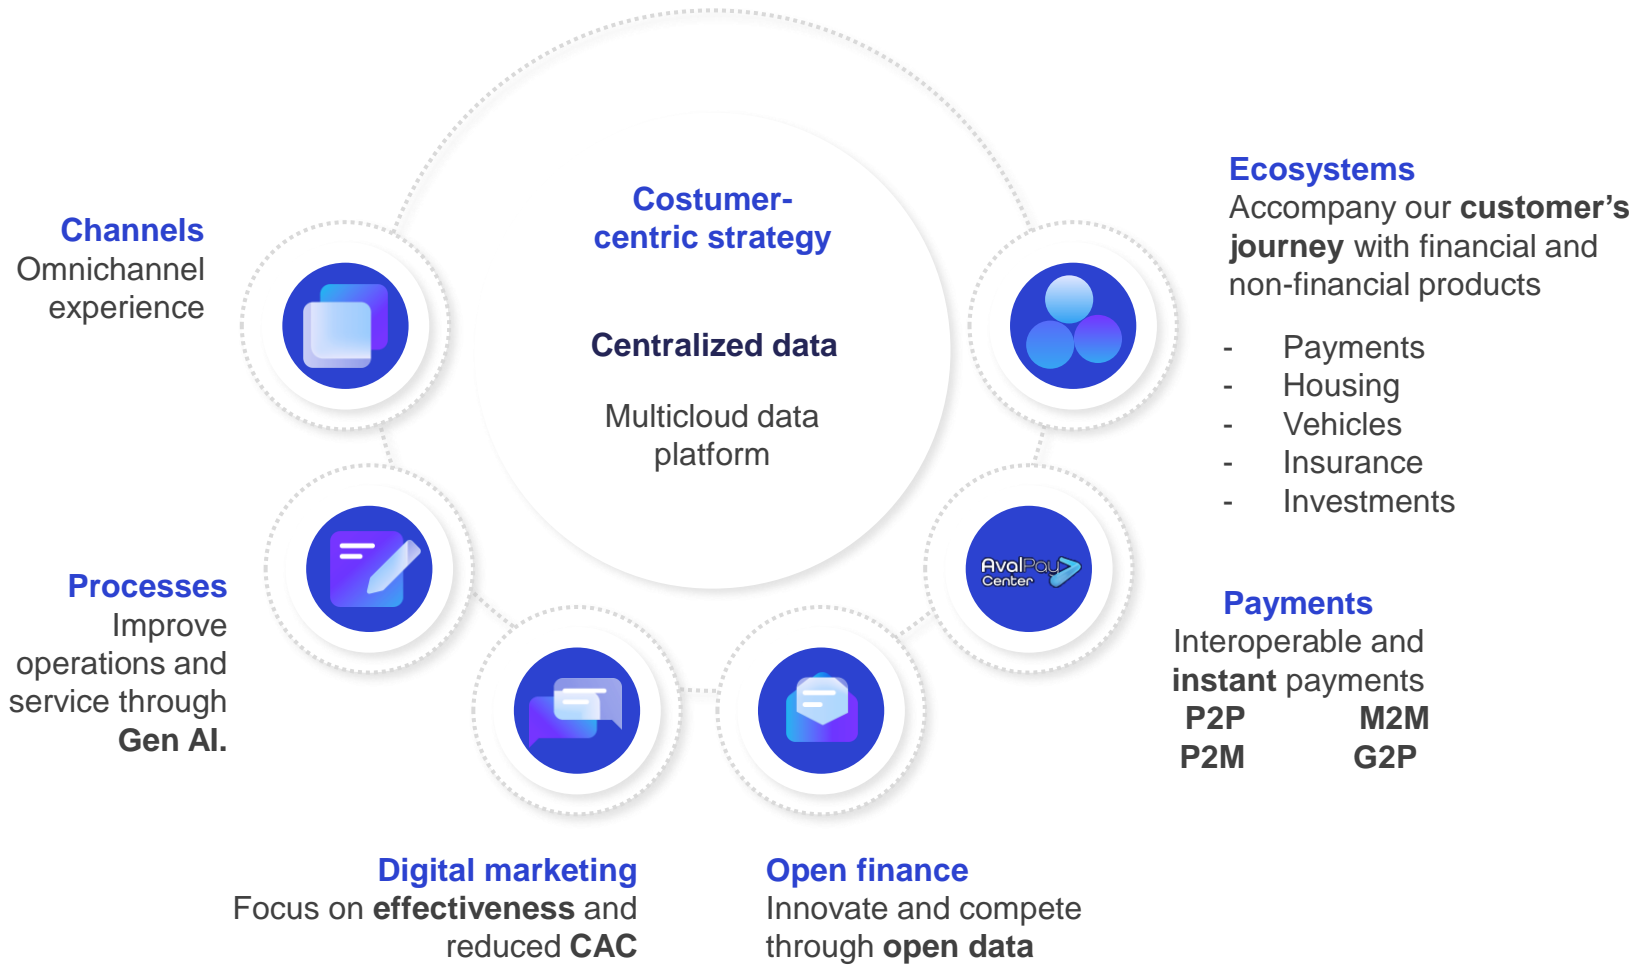 Costumer-
centric strategy
Centralized data
Multicloud data
platform
Channels
Omnichannel
experience
Processes
Improve
operations and
service through
Gen AI.
Digital marketing
Focus on effectiveness and
reduced CAC
Open finance
Innovate and compete
through open data
AvalPay
Center
Payments
Interoperable and
instant payments
P2P M2M
P2M G2P
Ecosystems
Accompany our customer's
journey with financial and
non-financial products
- Payments
- Housing
- Vehicles
- Insurance
- Investments